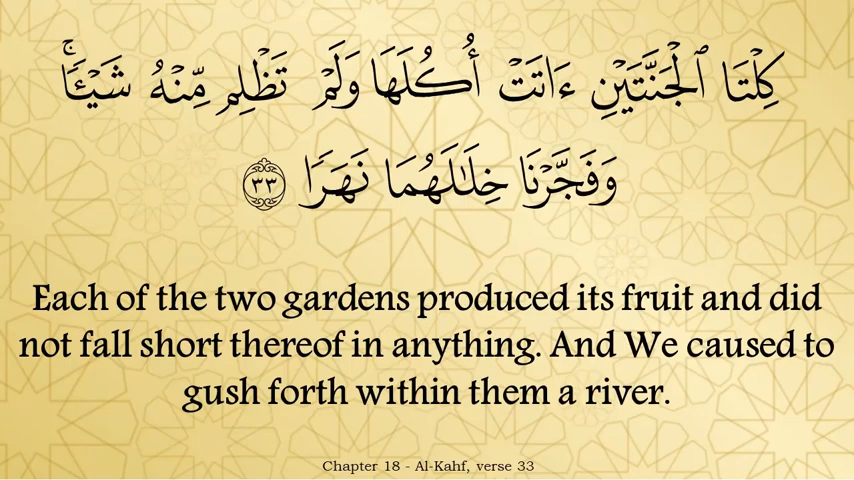 كِلْتَا ٱلْجَنَّتَيْنِ ءَاتَتْ أُكُلَهَا وَلَمْ تَظْلِم مِّنْهُ شَيْـًٔا ۚ
وَفَجَّرْنَا خِلَـٰلَهُمَا نَهَرًا ٣٣
Each of the two gardens produced its fruit and did
not fall short thereof in anything. And We caused to
gush forth within them a river.
Chapter 18 - Al-Kahf, verse 33